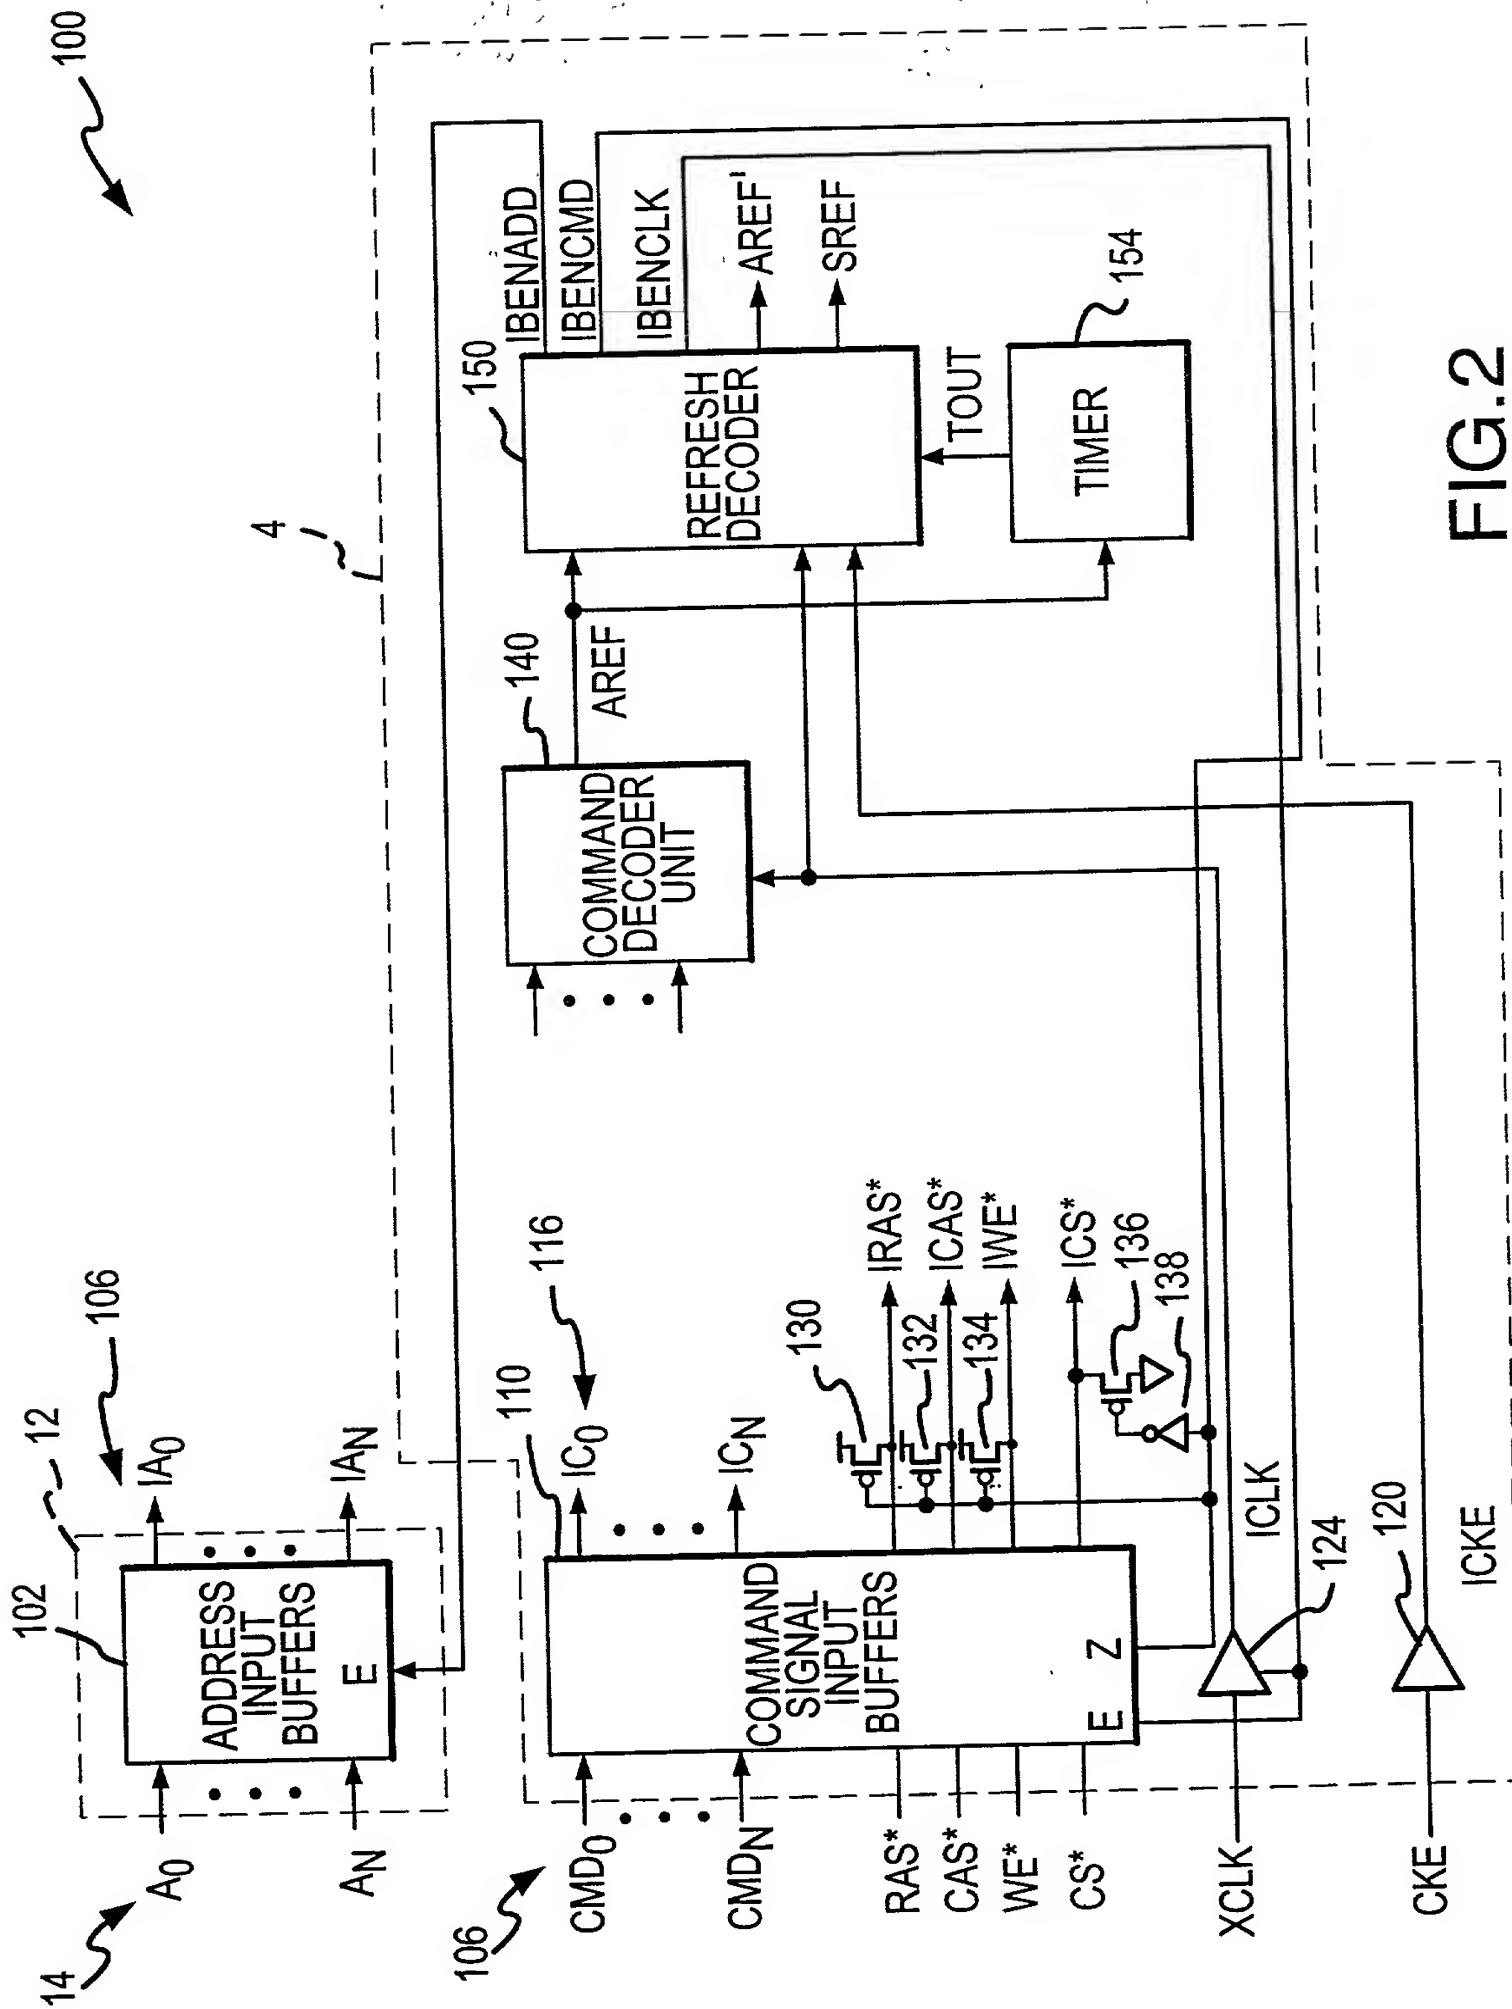 100
14
A0
AN
102
12
ADDRESS
INPUT
BUFFERS
E
106
IA0
IAN
4
106
CMD0
CMDN
RAS*
CAS*
WE*
CS*
XCLK
CKE
110
COMMAND
SIGNAL
INPUT
BUFFERS
E
Z
116
IC0
ICN
130
132
134
136
138
IRAS*
ICAS*
IWE*
ICS*
ICLK
124
120
ICKE
140
COMMAND
DECODER
UNIT
AREF
150
REFRESH
DECODER
IBENADD
IBENCMD
IBENCLK
AREF'
SREF
TOUT
TIMER
154
FIG.2